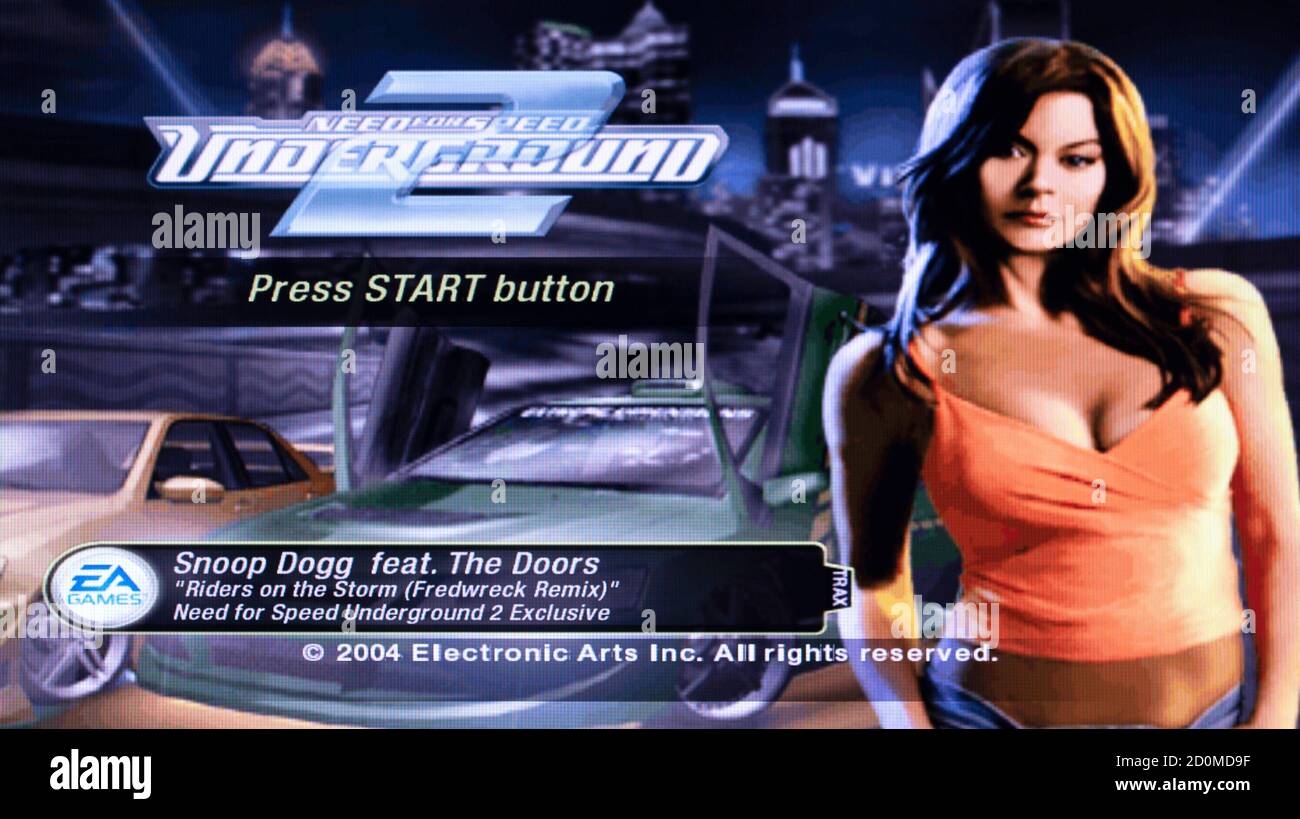 NEED FOR SPEED
UNDERGROUND
2
Press START button
Snoop Dogg feat. The Doors
"Riders on the Storm (Fredwreck Remix)"
Need for Speed Underground 2 Exclusive
EA
GAMES
TRAX
© 2004 Electronic Arts Inc. All rights reserved.
alamy
a
alamy
Image ID: 2D0MD9F
www.alamy.com